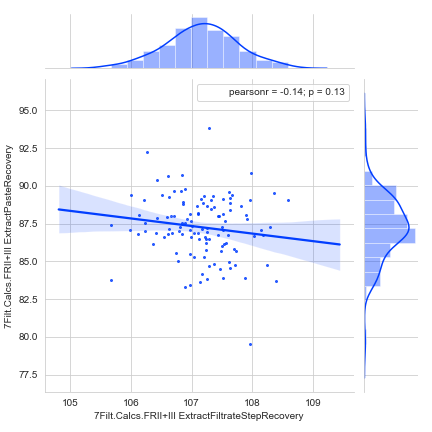 pearsonr = -0.14; p = 0.13
95.0
92.5
90.0
87.5
85.0
82.5
80.0
77.5
7Filt.Calcs.FRII+III ExtractPasteRecovery
105 106 107 108 109
7Filt.Calcs.FRII+III ExtractFiltrateStepRecovery